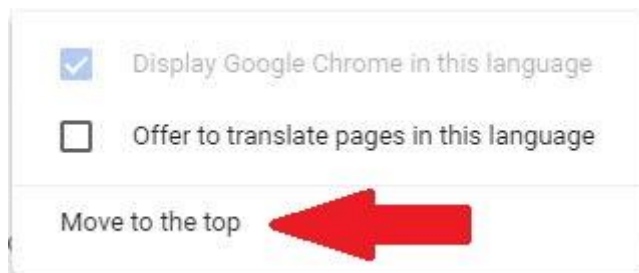 Display Google Chrome in this language
Offer to translate pages in this language
Move to the top